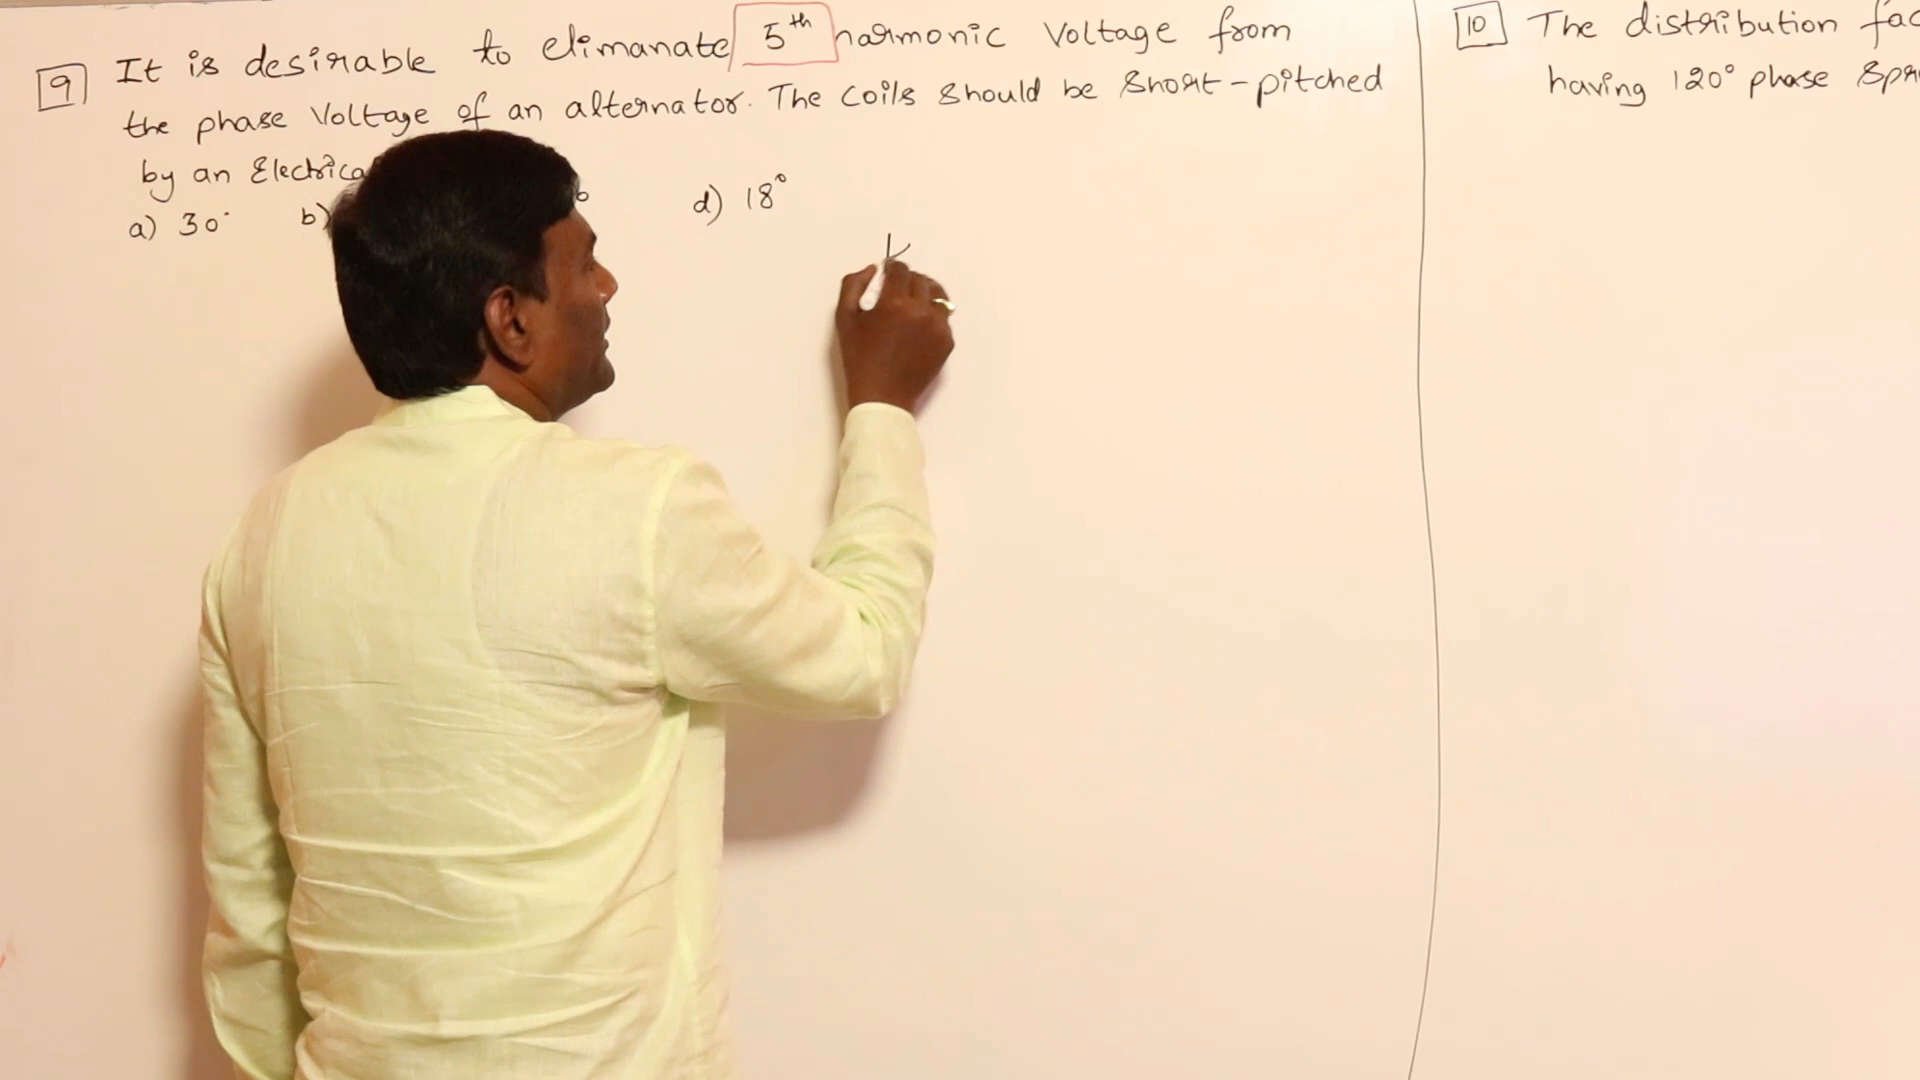 9 It is desirable to elimanate 5th harmonic Voltage from
the phase Voltage of an alternator. The coils should be short-pitched
by an Electrica
a) 30° b) d) 18°
10 The distribution fac
having 120° phase spr